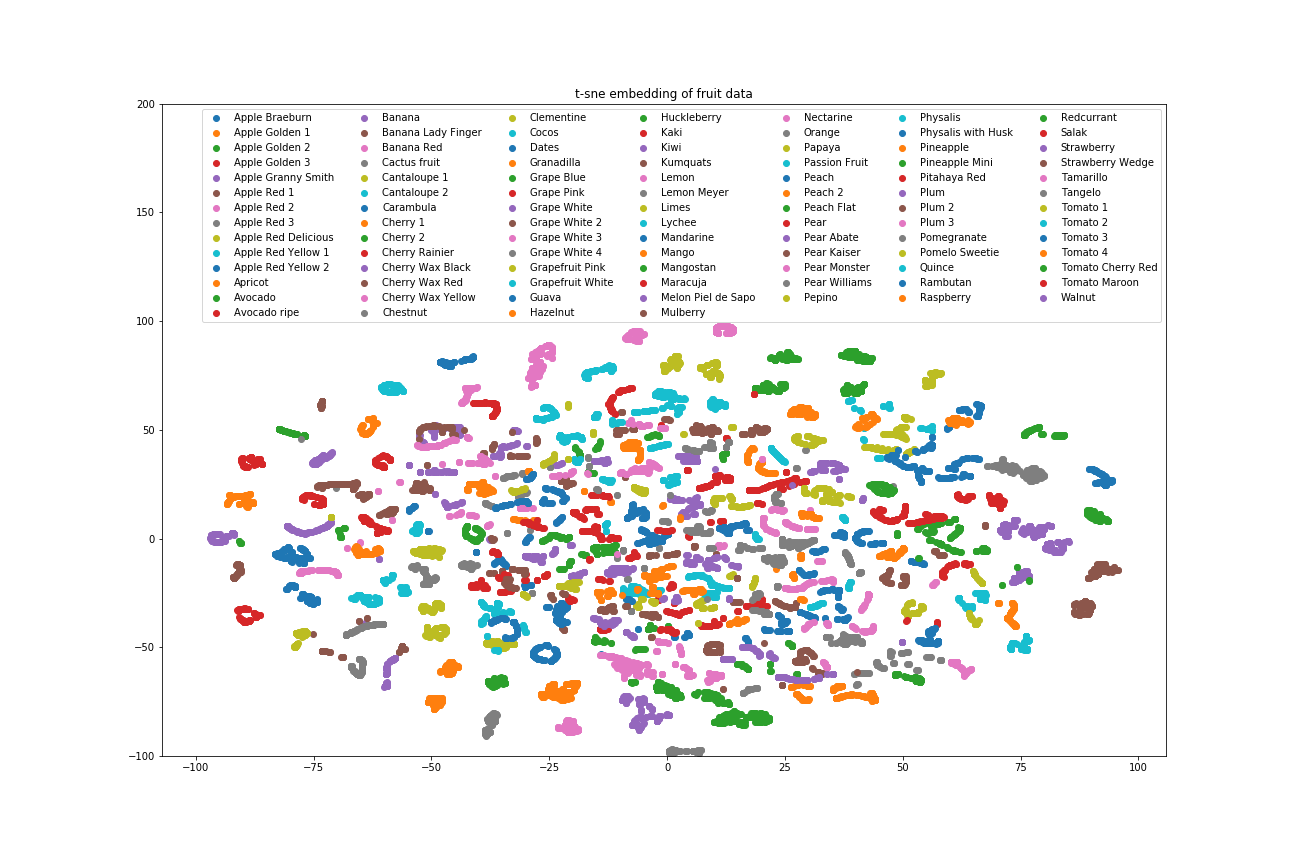 t-sne embedding of fruit data
200
150
100
50
0
−50
−100
−100
−75
−50
−25
0
25
50
75
100
Apple Braeburn
Apple Golden 1
Apple Golden 2
Apple Golden 3
Apple Granny Smith
Apple Red 1
Apple Red 2
Apple Red 3
Apple Red Delicious
Apple Red Yellow 1
Apple Red Yellow 2
Apricot
Avocado
Avocado ripe
Banana
Banana Lady Finger
Banana Red
Cactus fruit
Cantaloupe 1
Cantaloupe 2
Carambula
Cherry 1
Cherry 2
Cherry Rainier
Cherry Wax Black
Cherry Wax Red
Cherry Wax Yellow
Chestnut
Clementine
Cocos
Dates
Granadilla
Grape Blue
Grape Pink
Grape White
Grape White 2
Grape White 3
Grape White 4
Grapefruit Pink
Grapefruit White
Guava
Hazelnut
Huckleberry
Kaki
Kiwi
Kumquats
Lemon
Lemon Meyer
Limes
Lychee
Mandarine
Mango
Mangostan
Maracuja
Melon Piel de Sapo
Mulberry
Nectarine
Orange
Papaya
Passion Fruit
Peach
Peach 2
Peach Flat
Pear
Pear Abate
Pear Kaiser
Pear Monster
Pear Williams
Pepino
Physalis
Physalis with Husk
Pineapple
Pineapple Mini
Pitahaya Red
Plum
Plum 2
Plum 3
Pomegranate
Pomelo Sweetie
Quince
Rambutan
Raspberry
Redcurrant
Salak
Strawberry
Strawberry Wedge
Tamarillo
Tangelo
Tomato 1
Tomato 2
Tomato 3
Tomato 4
Tomato Cherry Red
Tomato Maroon
Walnut